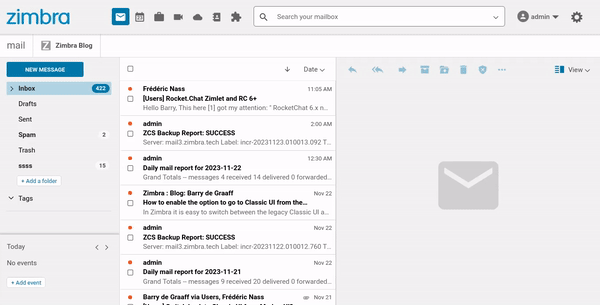 zimbra
Search your mailbox
admin
mail
Zimbra Blog
NEW MESSAGE
Inbox 422
Drafts
Sent
Spam 2
Trash
ssss 15
+ Add a folder
Tags
Today
No events
+ Add event
Date
Frédéric Nass 11:05 AM
[Users] Rocket.Chat Zimlet and RC 6+
Hello Barry, This here [1] got my attention: " RocketChat 6.x n...
admin 2:00 AM
ZCS Backup Report: SUCCESS
Server: mail3.zimbra.tech Label: incr-20231123.010013.092 T...
admin 12:30 AM
Daily mail report for 2023-11-22
Grand Totals -- messages 4 received 14 delivered 0 forwarded...
Zimbra : Blog: Barry de Graaff Nov 22
How to enable the option to go to Classic UI from the...
In Zimbra it is easy to switch between the legacy Classic UI a...
admin Nov 22
ZCS Backup Report: SUCCESS
Server: mail3.zimbra.tech Label: incr-20231122.010012.760 T...
admin Nov 22
Daily mail report for 2023-11-21
Grand Totals -- messages 9 received 20 delivered 0 forwarded...
Barry de Graaff via Users, Frédéric Nass Nov 21
View